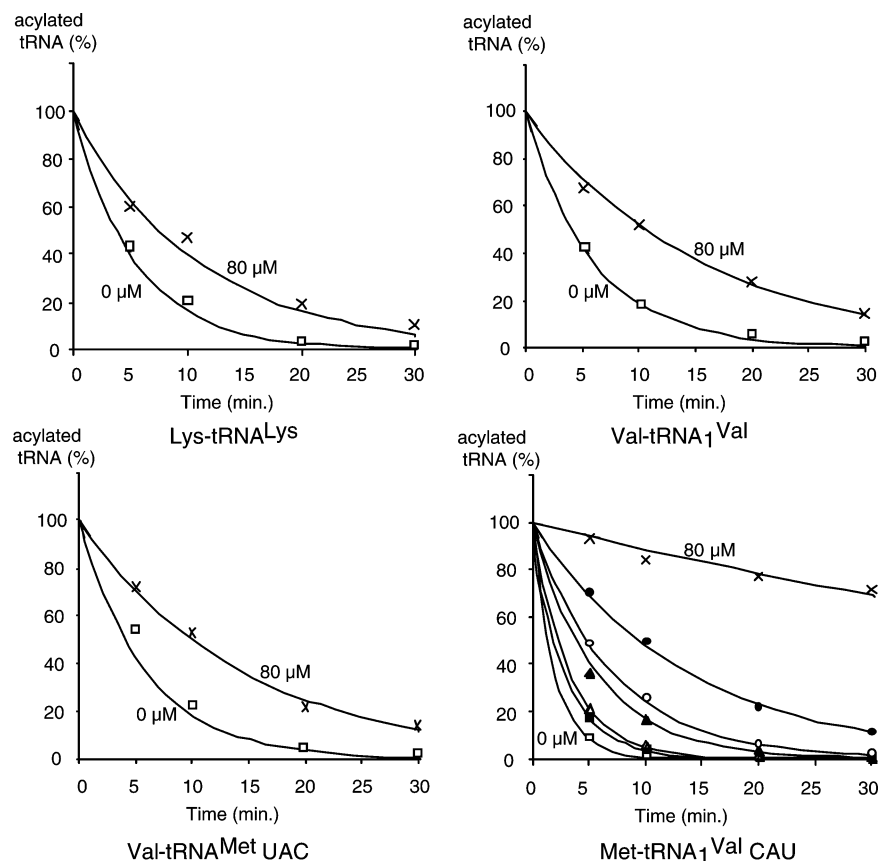 acylated
tRNA (%)
100
80
60
40
20
0
80 µM
0 µM
0 5 10 20 25 30
Time (min.)
Lys-tRNALys
acylated
tRNA (%)
100
80
60
40
20
0
80 µM
0 µM
0 5 10 15 20 25 30
Time (min.)
Val-tRNA1Val
acylated
tRNA (%)
100
80
60
40
20
0
80 µM
0 µM
0 5 10 15 20 25 30
Time (min.)
Val-tRNAMet UAC
acylated
tRNA (%)
100
80
60
40
20
0
80 µM
0 µM
0 5 10 15 20 25 30
Time (min.)
Met-tRNA1Val CAU